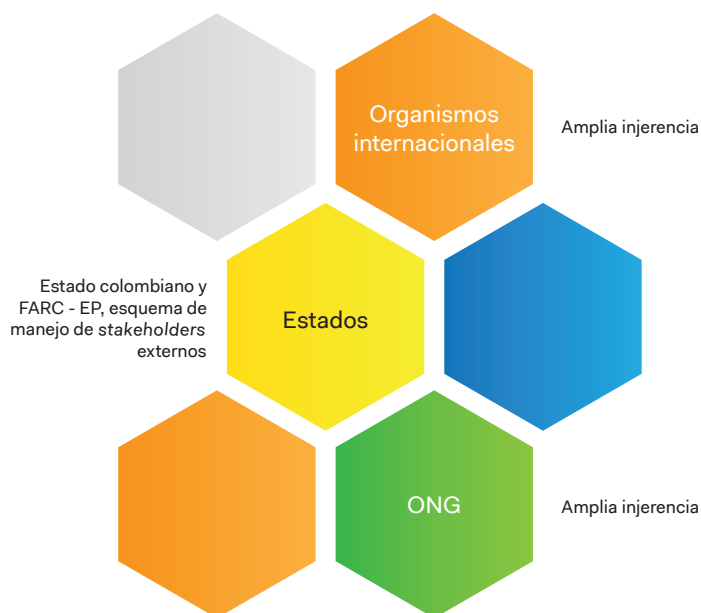 Organismos
internacionales
Amplia injerencia
Estado colombiano y
FARC - EP, esquema de
manejo de stakeholders
externos
Estados
ONG
Amplia injerencia